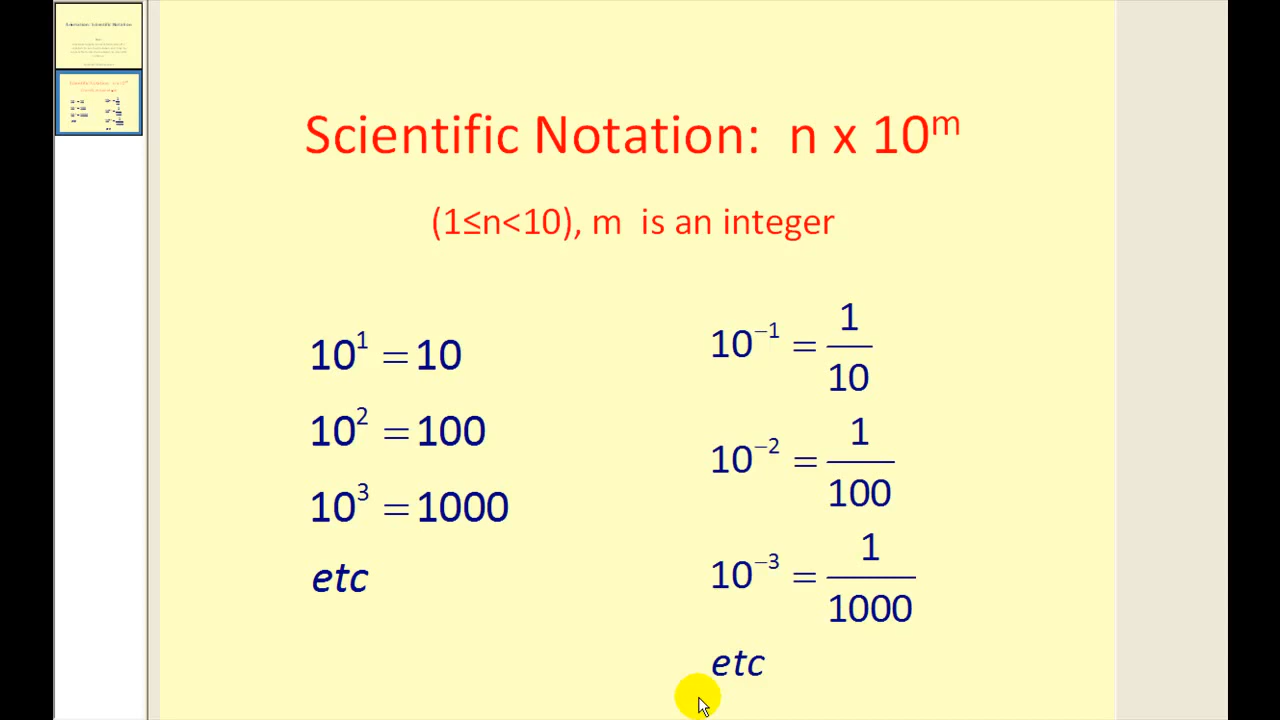 Scientific Notation:  n x 10ᵐ
(1≤n<10), m  is an integer
10¹ = 10
10² = 100
10³ = 1000
etc
10⁻¹ = 1/10
10⁻² = 1/100
10⁻³ = 1/1000
etc